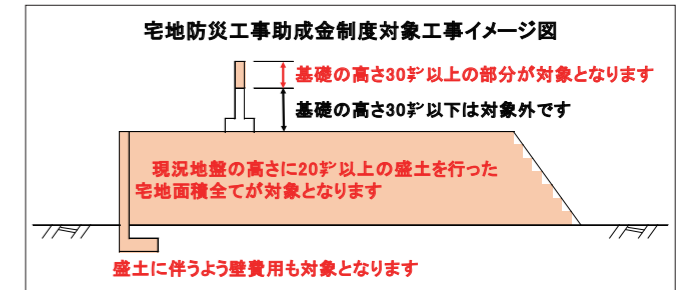 宅地防災工事助成金制度対象工事イメージ図
基礎の高さ30㌢以上の部分が対象となります
基礎の高さ30㌢以下は対象外です
現況地盤の高さに20㌢以上の盛土を行った
宅地面積全てが対象となります
盛土に伴うよう壁費用も対象となります